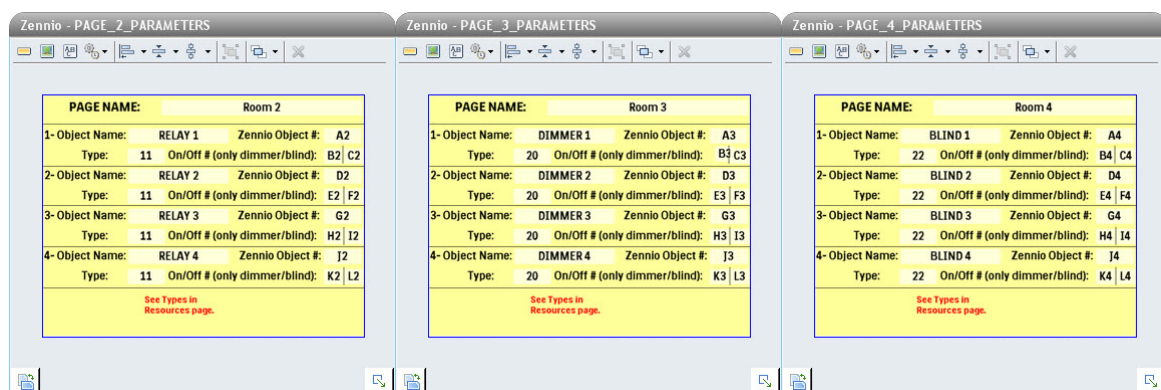 Zennio - PAGE_2_PARAMETERS
PAGE NAME: Room 2
1- Object Name: RELAY 1 Zennio Object #: A2
Type: 11 On/Off # (only dimmer/blind): B2 C2
2- Object Name: RELAY 2 Zennio Object #: D2
Type: 11 On/Off # (only dimmer/blind): E2 F2
3- Object Name: RELAY 3 Zennio Object #: G2
Type: 11 On/Off # (only dimmer/blind): H2 I2
4- Object Name: RELAY 4 Zennio Object #: J2
Type: 11 On/Off # (only dimmer/blind): K2 L2
See Types in
Resources page.
Zennio - PAGE_3_PARAMETERS
PAGE NAME: Room 3
1- Object Name: DIMMER 1 Zennio Object #: A3
Type: 20 On/Off # (only dimmer/blind): B3 C3
2- Object Name: DIMMER 2 Zennio Object #: D3
Type: 20 On/Off # (only dimmer/blind): E3 F3
3- Object Name: DIMMER 3 Zennio Object #: G3
Type: 20 On/Off # (only dimmer/blind): H3 I3
4- Object Name: DIMMER 4 Zennio Object #: J3
Type: 20 On/Off # (only dimmer/blind): K3 L3
See Types in
Resources page.
Zennio - PAGE_4_PARAMETERS
PAGE NAME: Room 4
1- Object Name: BLIND 1 Zennio Object #: A4
Type: 22 On/Off # (only dimmer/blind): B4 C4
2- Object Name: BLIND 2 Zennio Object #: D4
Type: 22 On/Off # (only dimmer/blind): E4 F4
3- Object Name: BLIND 3 Zennio Object #: G4
Type: 22 On/Off # (only dimmer/blind): H4 I4
4- Object Name: BLIND 4 Zennio Object #: J4
Type: 22 On/Off # (only dimmer/blind): K4 L4
See Types in
Resources page.